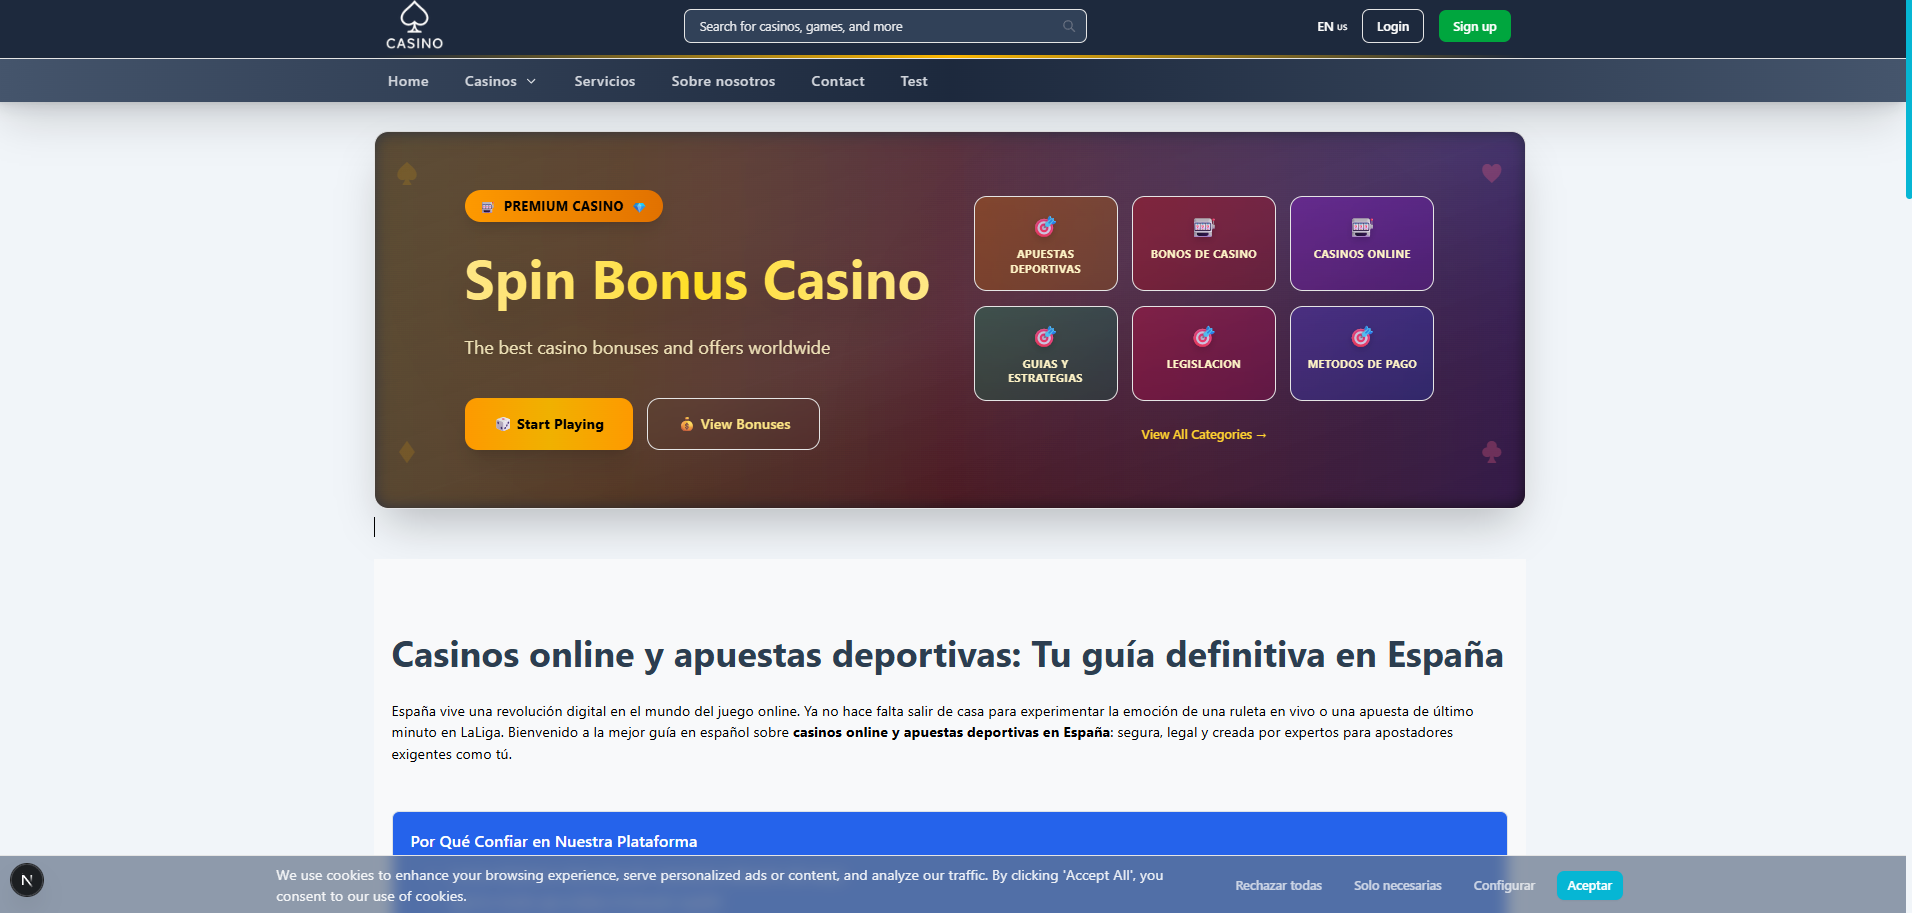 CASINO
Search for casinos, games, and more
EN US
Login
Sign up
Home
Casinos
Servicios
Sobre nosotros
Contact
Test
PREMIUM CASINO
Spin Bonus Casino
The best casino bonuses and offers worldwide
Start Playing
View Bonuses
APUESTAS
DEPORTIVAS
BONOS DE CASINO
CASINOS ONLINE
GUIAS Y
ESTRATEGIAS
LEGISLACION
METODOS DE PAGO
View All Categories →
Casinos online y apuestas deportivas: Tu guía definitiva en España
España vive una revolución digital en el mundo del juego online. Ya no hace falta salir de casa para experimentar la emoción de una ruleta en vivo o una apuesta de último
minuto en LaLiga. Bienvenido a la mejor guía en español sobre casinos online y apuestas deportivas en España: segura, legal y creada por expertos para apostadores
exigentes como tú.
Por Qué Confiar en Nuestra Plataforma
We use cookies to enhance your browsing experience, serve personalized ads or content, and analyze our traffic. By clicking 'Accept All', you
consent to our use of cookies.
Rechazar todas
Solo necesarias
Configurar
Aceptar
N